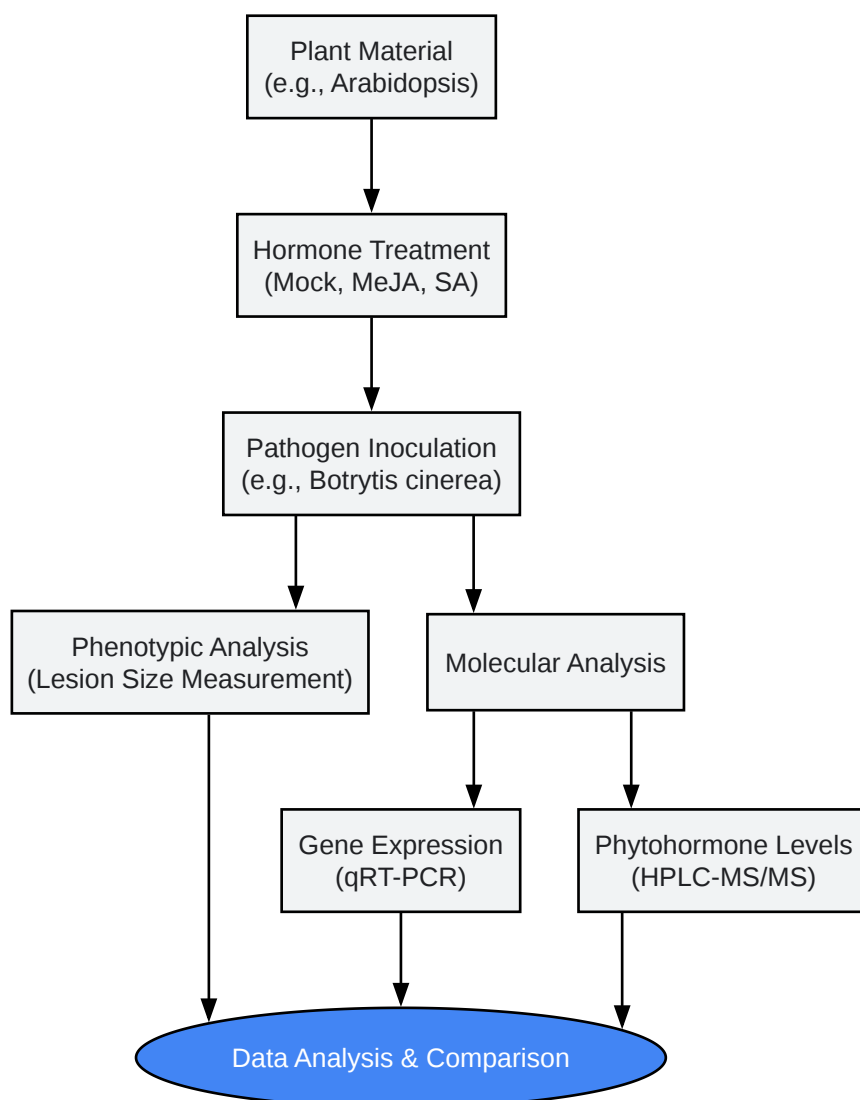 Plant Material
(e.g., Arabidopsis)
Hormone Treatment
(Mock, MeJA, SA)
Pathogen Inoculation
(e.g., Botrytis cinerea)
Phenotypic Analysis
(Lesion Size Measurement)
Molecular Analysis
Gene Expression
(qRT-PCR)
Phytohormone Levels
(HPLC-MS/MS)
Data Analysis & Comparison